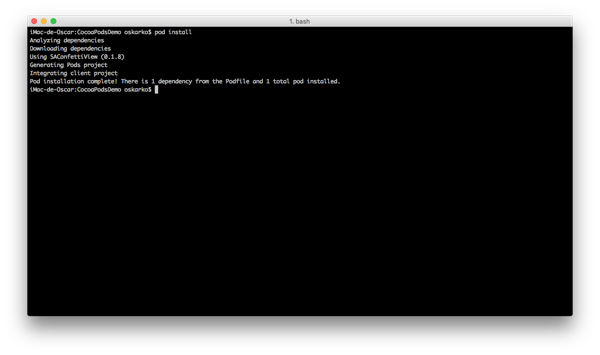 1. bash
iMac-de-Oscar:CocoaPodsDemo oskarko$ pod install
Analyzing dependencies
Downloading dependencies
Using SAConfettiView (0.1.8)
Generating Pods project
Integrating client project
Pod installation complete! There is 1 dependency from the Podfile and 1 total pod installed.
iMac-de-Oscar:CocoaPodsDemo oskarko$